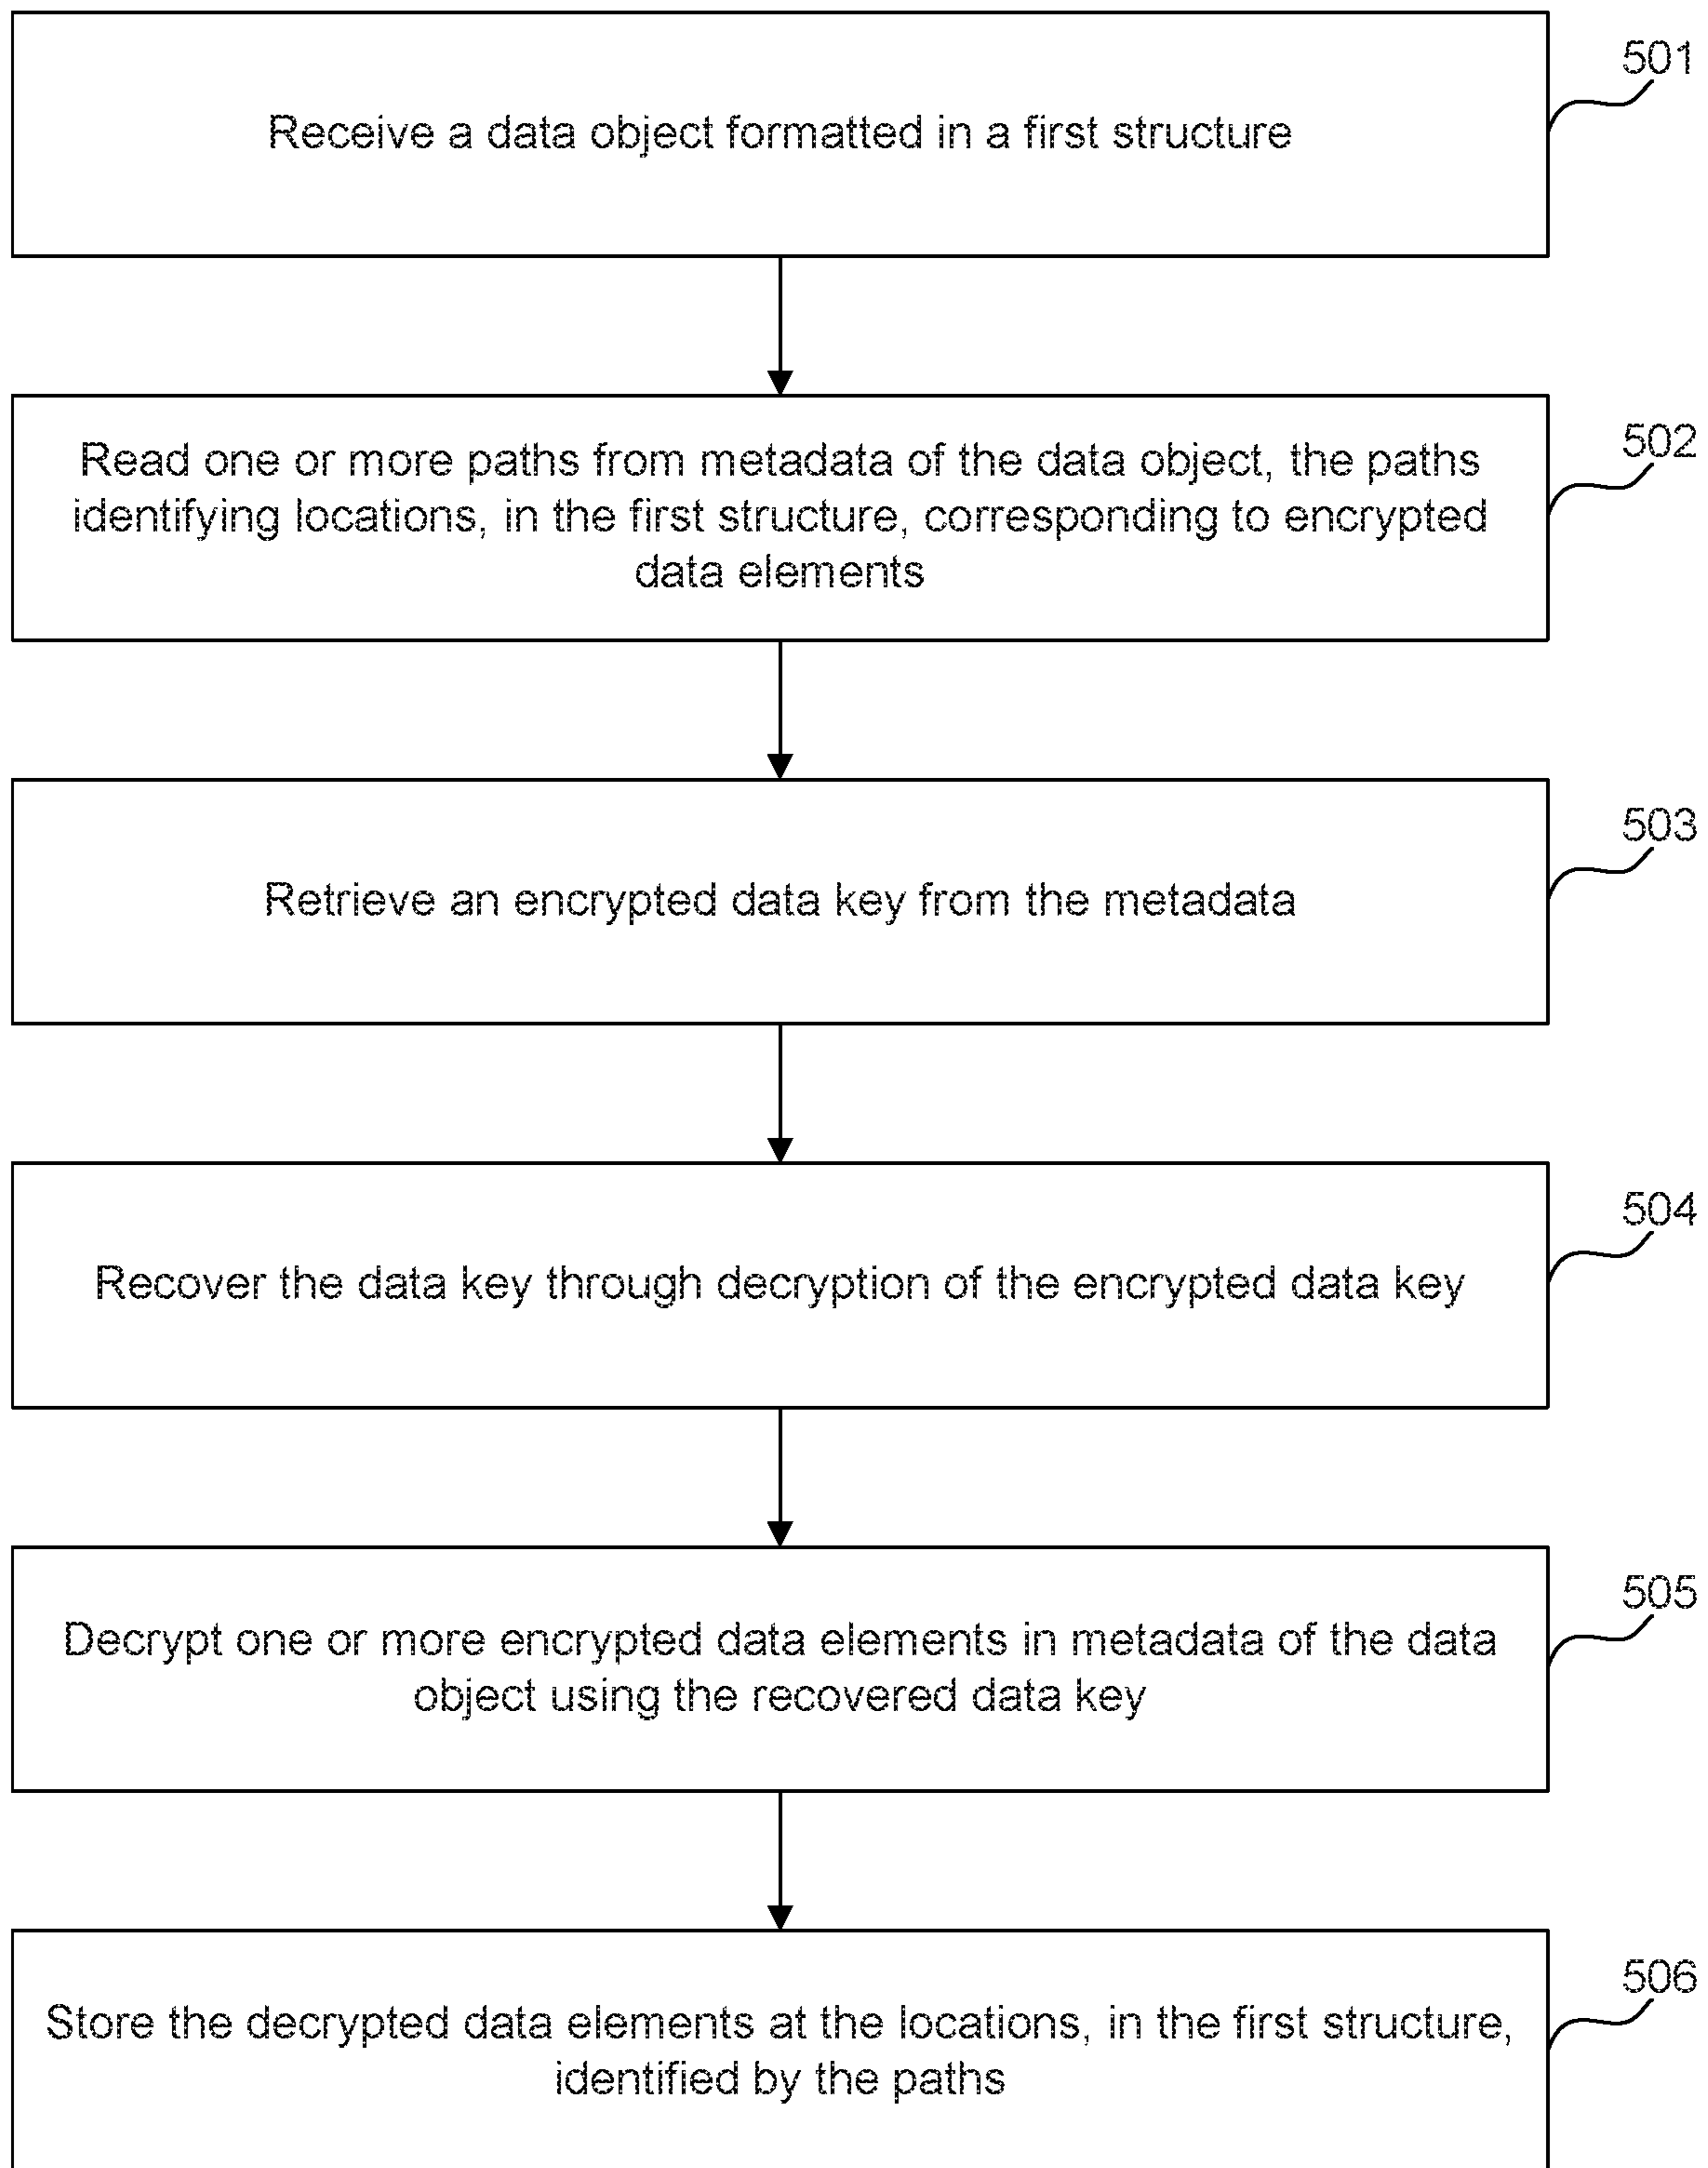 501
Receive a data object formatted in a first structure
502
Read one or more paths from metadata of the data object, the paths
identifying locations, in the first structure, corresponding to encrypted
data elements
503
Retrieve an encrypted data key from the metadata
504
Recover the data key through decryption of the encrypted data key
505
Decrypt one or more encrypted data elements in metadata of the data
object using the recovered data key
506
Store the decrypted data elements at the locations, in the first structure,
identified by the paths